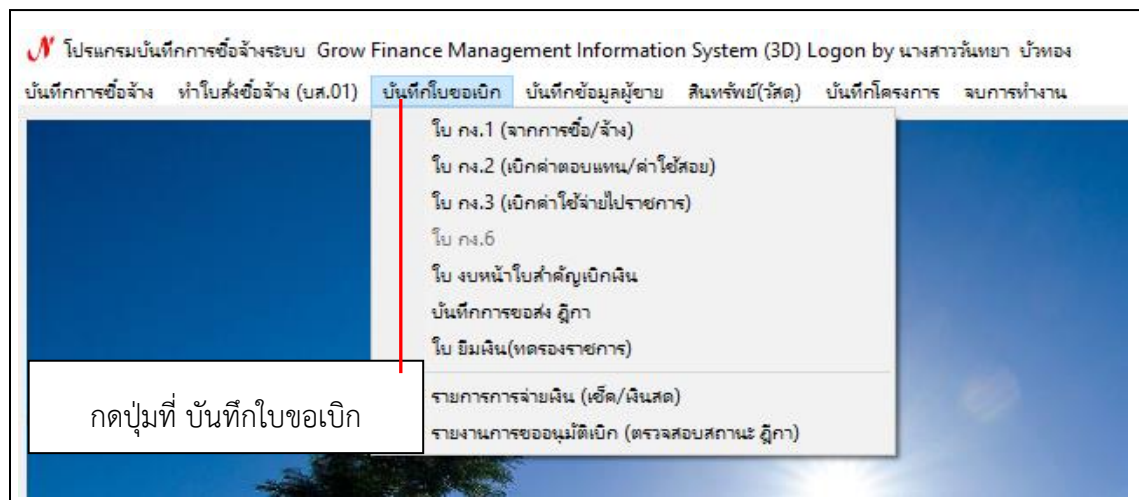 N โปรแกรมบันทึกการซื้อจ้างระบบ Grow Finance Management Information System (3D) Logon by นางสาววันทยา บัวทอง
บันทึกการซื้อจ้าง ทำใบสั่งซื้อจ้าง (บส.01) บันทึกใบขอเบิก บันทึกข้อมูลผู้ขาย สินทรัพย์(วัสดุ) บันทึกโครงการ จบการทำงาน
ใบ กง.1 (จากการซื้อ/จ้าง)
ใบ กง.2 (เบิกค่าตอบแทน/ค่าใช้สอย)
ใบ กง.3 (เบิกค่าใช้จ่ายไปราชการ)
ใบ กง.6
ใบ งบหน้าใบสำคัญเบิกเงิน
บันทึกการขอส่ง ฎีกา
ใบ ยืมเงิน(ทดรองราชการ)
รายการการจ่ายเงิน (เช็ค/เงินสด)
รายงานการขออนุมัติเบิก (ตรวจสอบสถานะ ฎีกา)
กดปุ่มที่ บันทึกใบขอเบิก